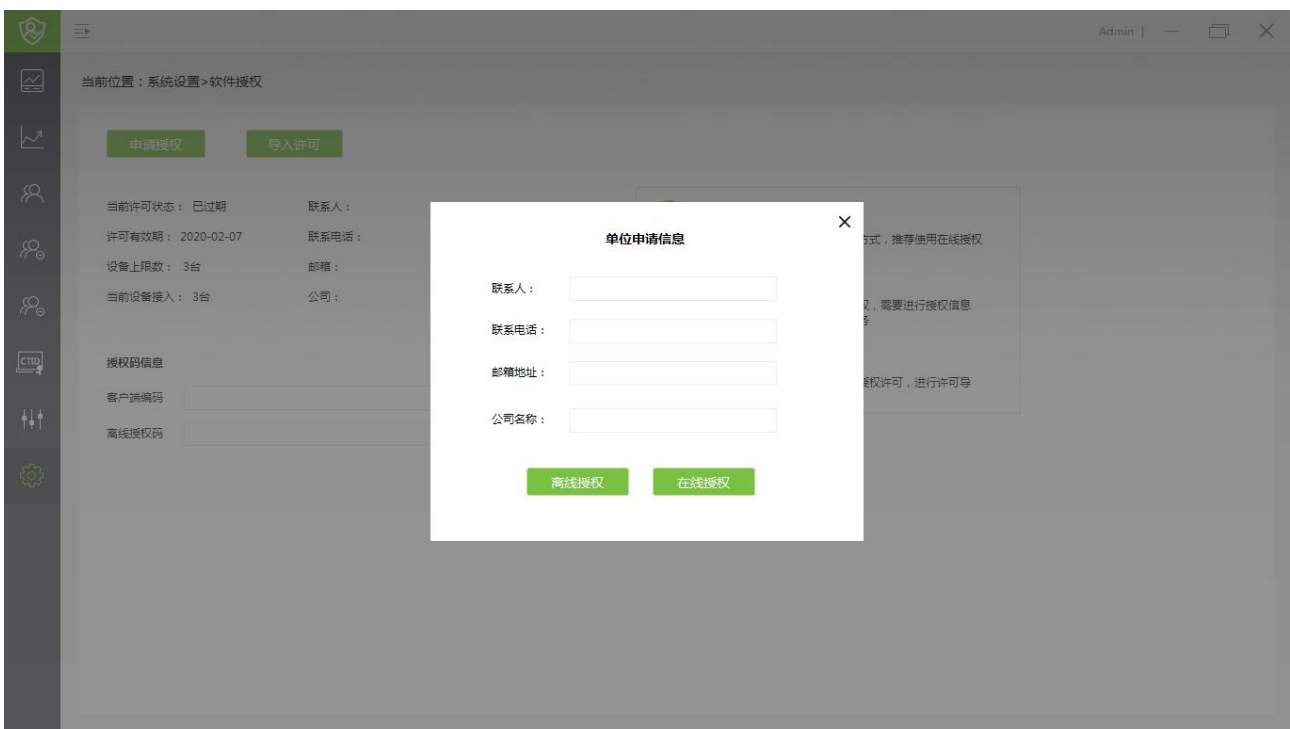 Admin |
当前位置：系统设置>软件授权
申请授权 导入许可
当前许可状态： 已过期 联系人：
许可有效期： 2020-02-07 联系电话：
设备上限数： 3台 邮箱：
当前设备接入： 3台 公司：
授权码信息
客户端编码
离线授权码
方式，推荐使用在线授权
，需要进行授权信息
授权许可，进行许可导
单位申请信息
联系人：
联系电话：
邮箱地址：
公司名称：
离线授权 在线授权
CTID